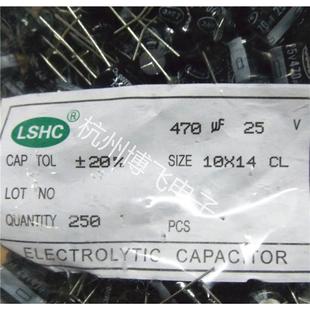 LSHC ®
470 µF 25 V
CAP TOL ±20% SIZE 10X14 CL
LOT NO
QUANTITY 250 PCS
ELECTROLYTIC CAPACITOR
杭州博飞电子